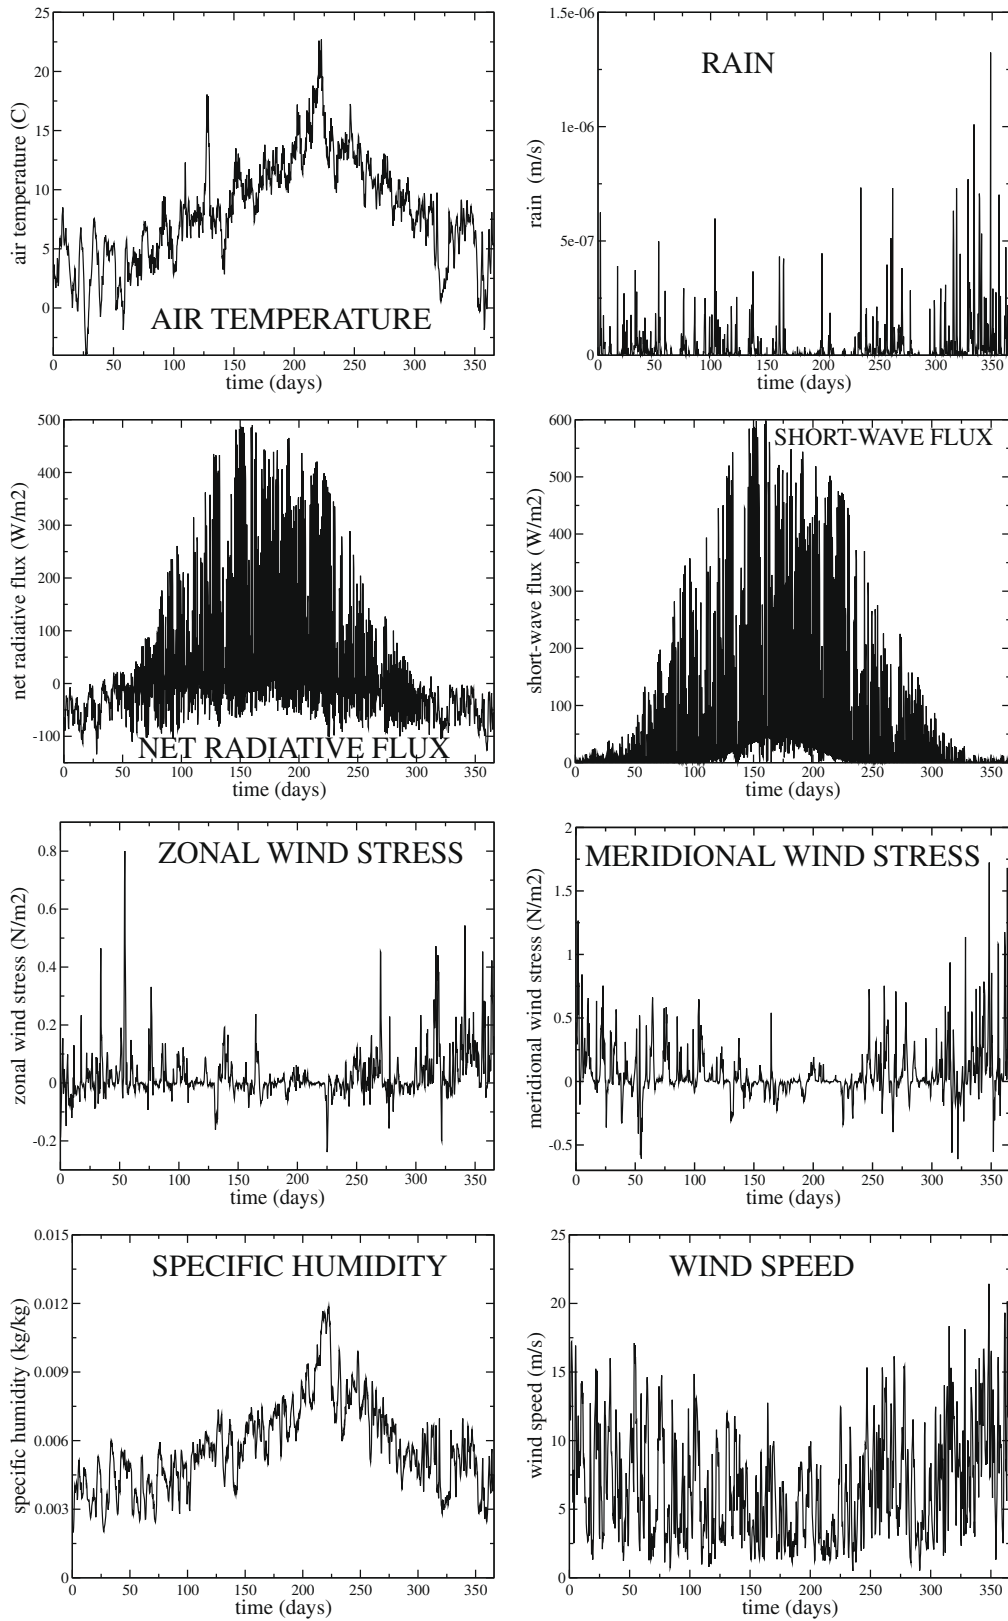 25
20
15
10
5
0
air temperature (C)
AIR TEMPERATURE
0 50 100 150 200 250 300 350
time (days)
1.5e-06
1e-06
5e-07
0
rain (m/s)
RAIN
0 50 100 150 200 250 300 350
time (days)
500
400
300
200
100
0
-100
net radiative flux (W/m2)
NET RADIATIVE FLUX
0 50 100 150 200 250 300 350
time (days)
600
500
400
300
200
100
0
short-wave flux (W/m2)
SHORT-WAVE FLUX
0 50 100 150 200 250 300 350
time (days)
0.8
0.6
0.4
0.2
0
-0.2
zonal wind stress (N/m2)
ZONAL WIND STRESS
0 50 100 150 200 250 300 350
time (days)
2
1.5
1
0.5
0
-0.5
meridional wind stress (N/m2)
MERIDIONAL WIND STRESS
0 50 100 150 200 250 300 350
time (days)
0.015
0.012
0.009
0.006
0.003
0
specific humidity (kg/kg)
SPECIFIC HUMIDITY
0 50 100 150 200 250 300 350
time (days)
25
20
15
10
5
0
wind speed (m/s)
WIND SPEED
0 50 100 150 200 250 300 350
time (days)